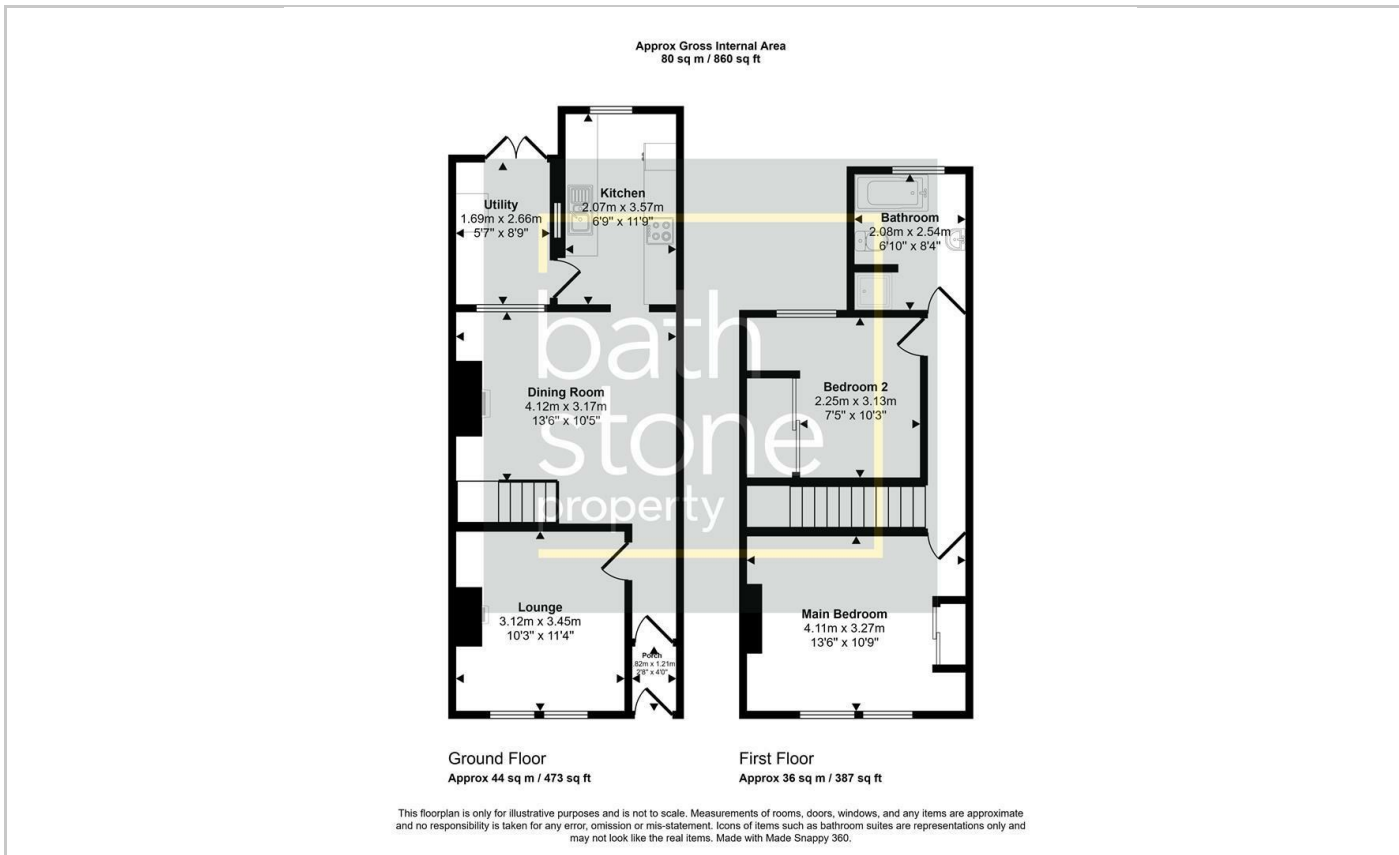 Approx Gross Internal Area
80 sq m / 860 sq ft
Kitchen
2.07m x 3.57m
6'9" x 11'9"
Utility
1.69m x 2.66m
5'7" x 8'9"
Bathroom
2.08m x 2.54m
6'10" x 8'4"
bath
stone
property
Dining Room
4.12m x 3.17m
13'6" x 10'5"
Bedroom 2
2.25m x 3.13m
7'5" x 10'3"
Lounge
3.12m x 3.45m
10'3" x 11'4"
Porch
.82m x 1.21m
2'8" x 4'0"
Main Bedroom
4.11m x 3.27m
13'6" x 10'9"
Ground Floor
Approx 44 sq m / 473 sq ft
First Floor
Approx 36 sq m / 387 sq ft
This floorplan is only for illustrative purposes and is not to scale. Measurements of rooms, doors, windows, and any items are approximate
and no responsibility is taken for any error, omission or mis-statement. Icons of items such as bathroom suites are representations only and
may not look like the real items. Made with Made Snappy 360.